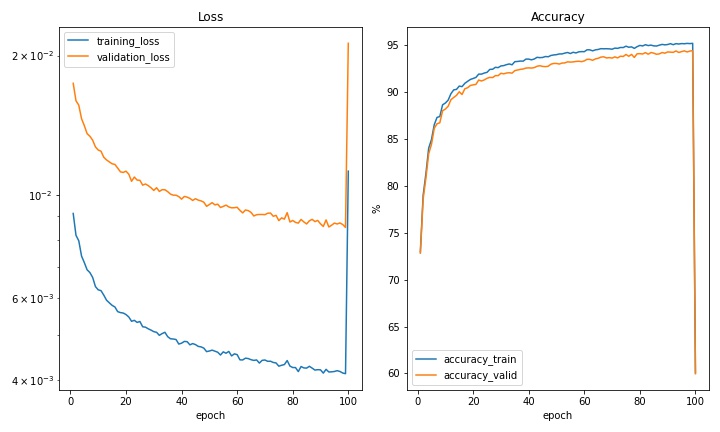 Loss
training_loss
validation_loss
2 × 10⁻²
10⁻²
6 × 10⁻³
4 × 10⁻³
0 20 40 60 80 100
epoch
Accuracy
95
90
85
80
75
70
65
60
%
accuracy_train
accuracy_valid
0 20 40 60 80 100
epoch